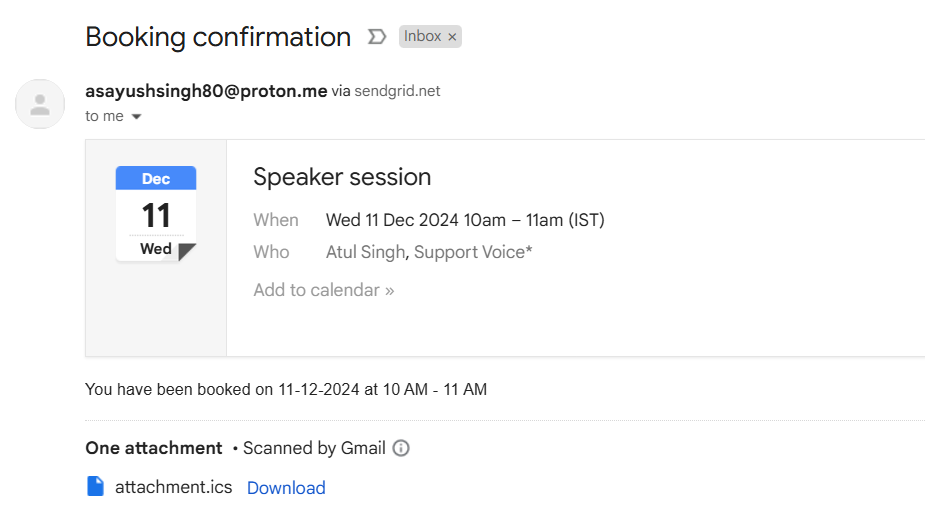 Booking confirmation Inbox ×
asayushsingh80@proton.me via sendgrid.net
to me
Dec
11
Wed
Speaker session
When Wed 11 Dec 2024 10am – 11am (IST)
Who Atul Singh, Support Voice*
Add to calendar »
You have been booked on 11-12-2024 at 10 AM - 11 AM
One attachment • Scanned by Gmail
attachment.ics Download